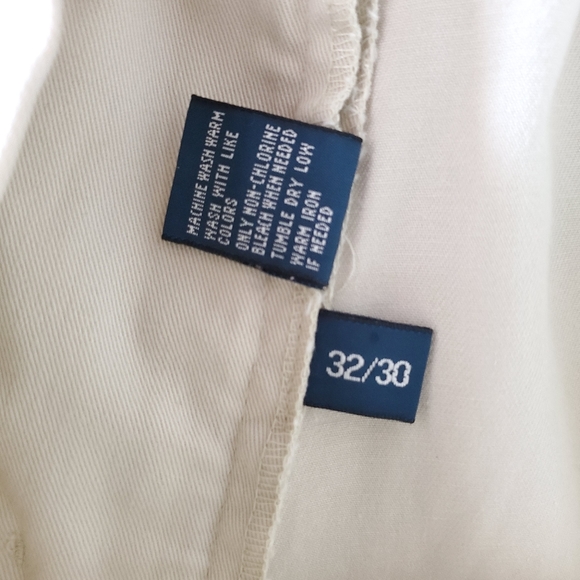 MACHINE WASH WARM
WASH WITH LIKE
COLORS
ONLY NON-CHLORINE
BLEACH WHEN NEEDED
TUMBLE DRY LOW
WARM IRON
IF NEEDED
32/30